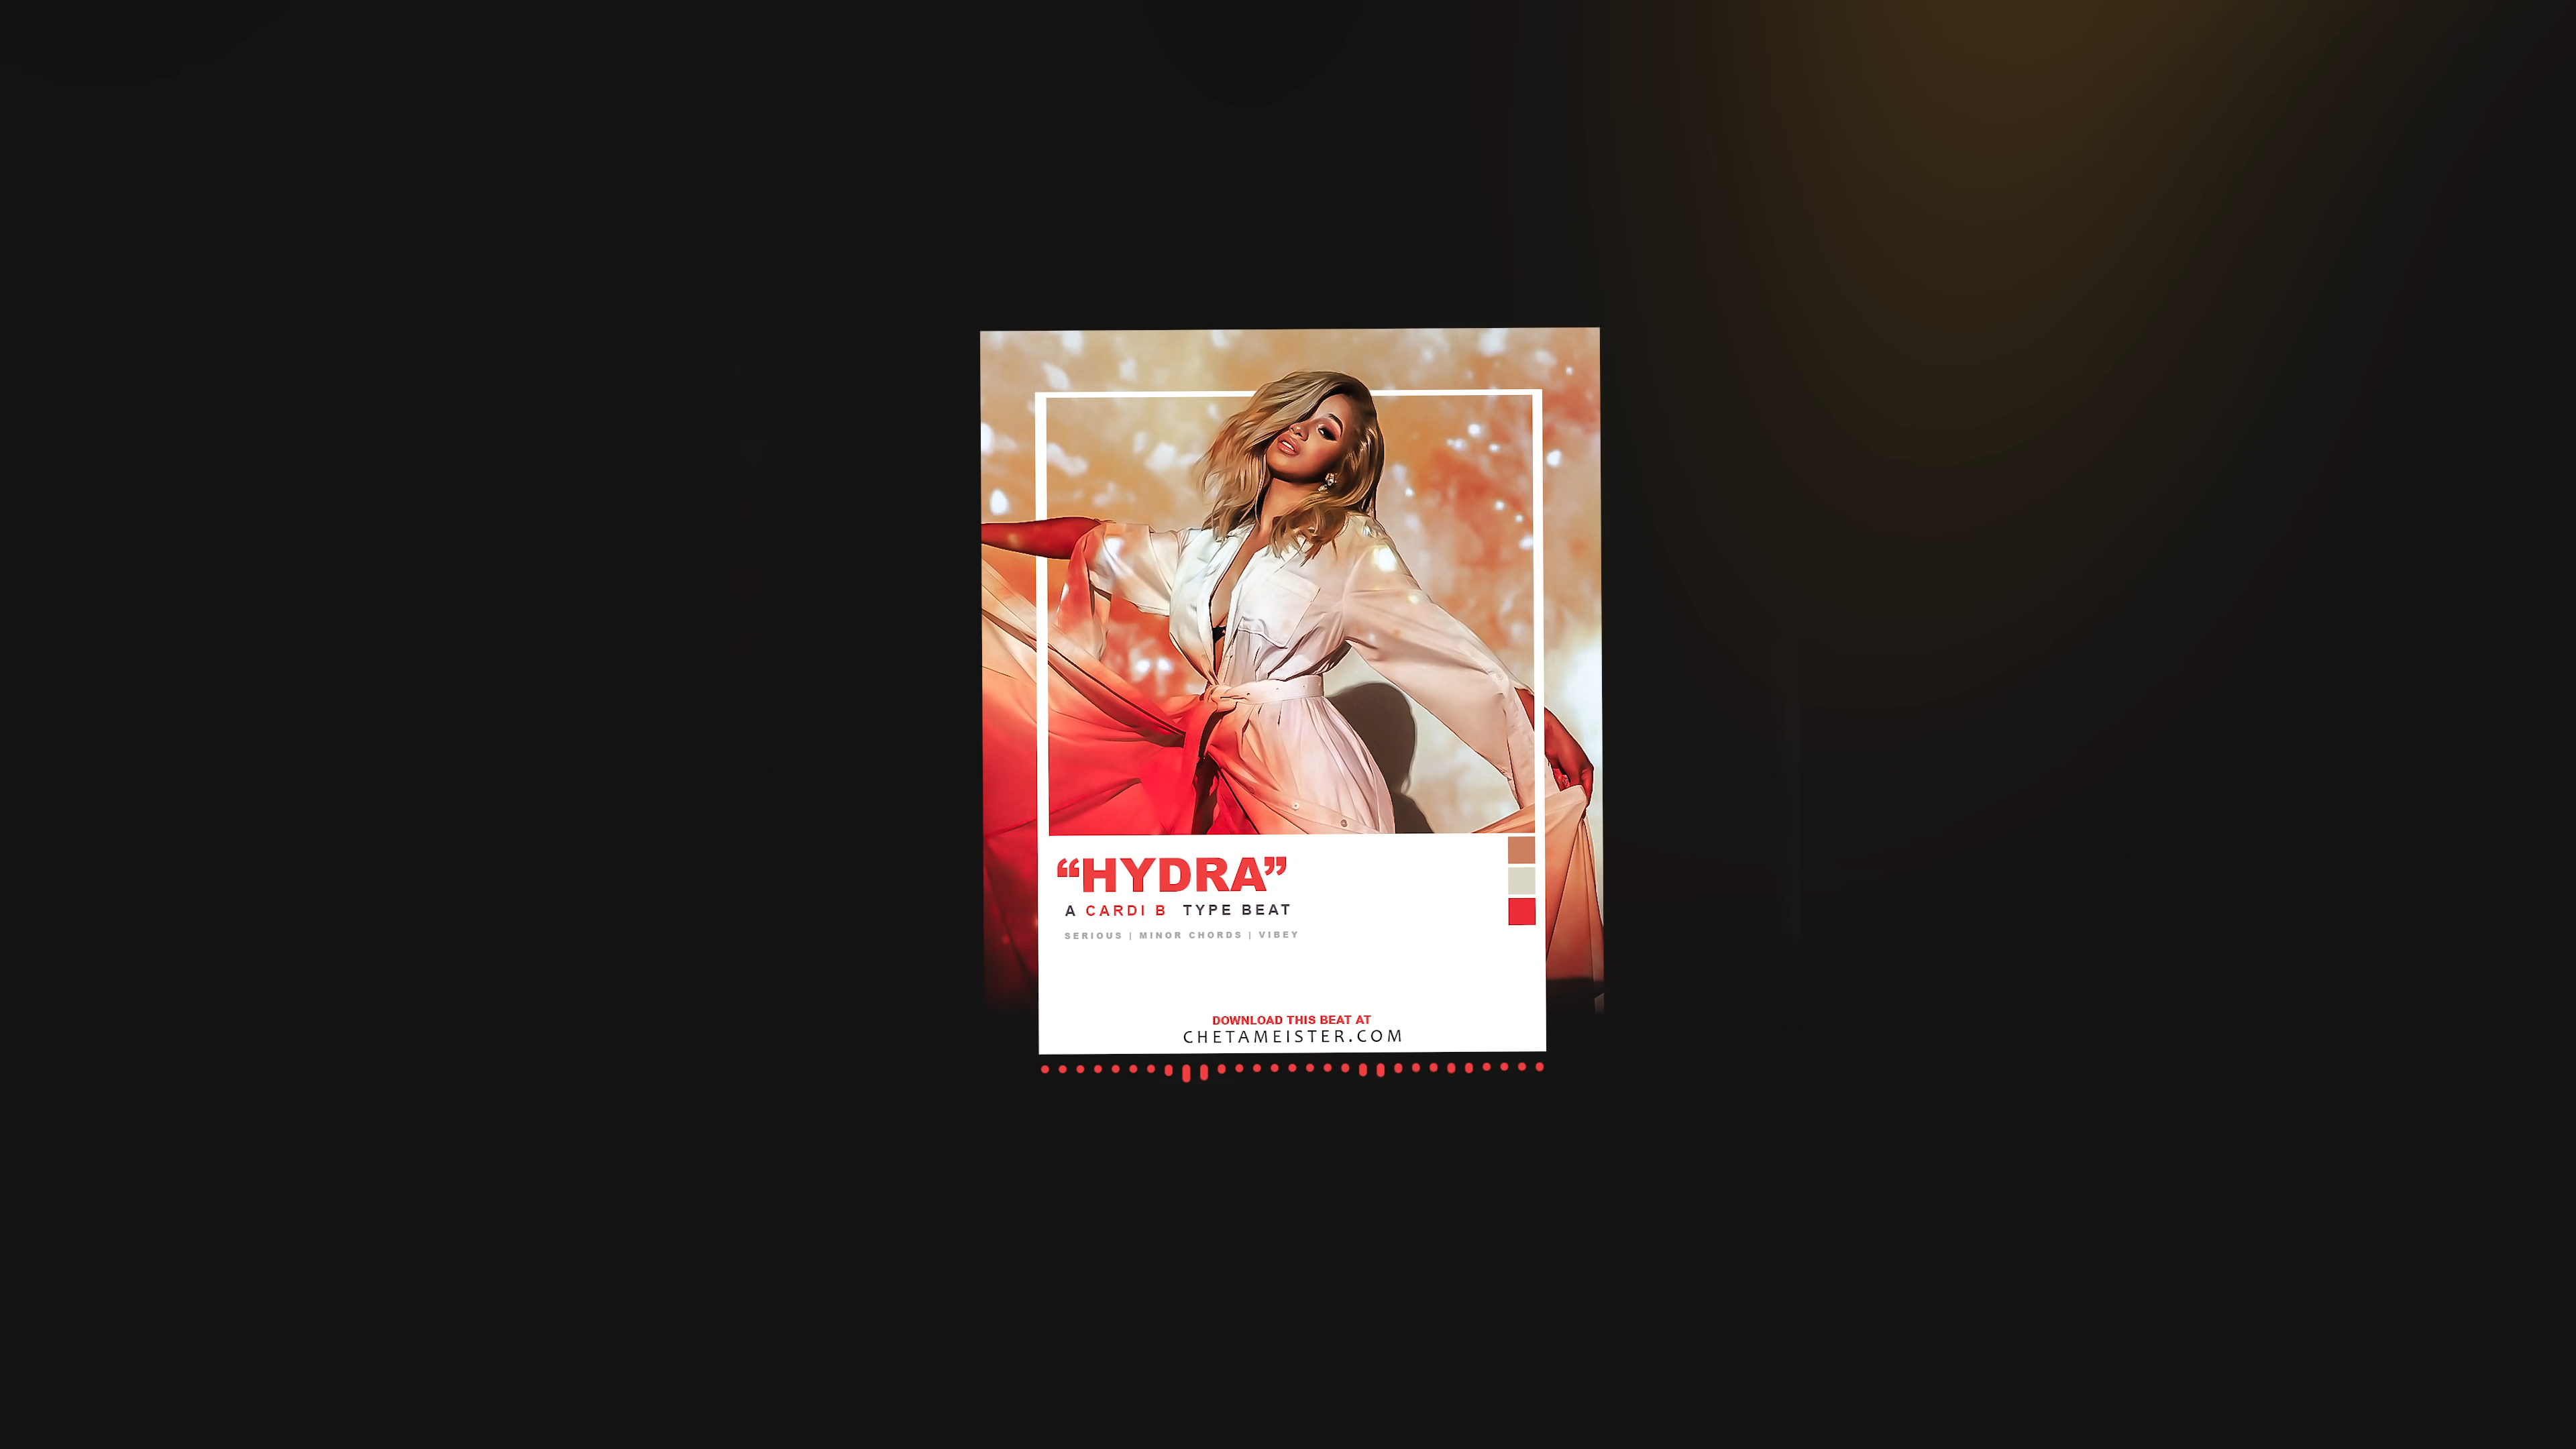 “HYDRA”
A CARDI B TYPE BEAT
SERIOUS | MINOR CHORDS | VIBEY
DOWNLOAD THIS BEAT AT
CHETAMEISTER.COM